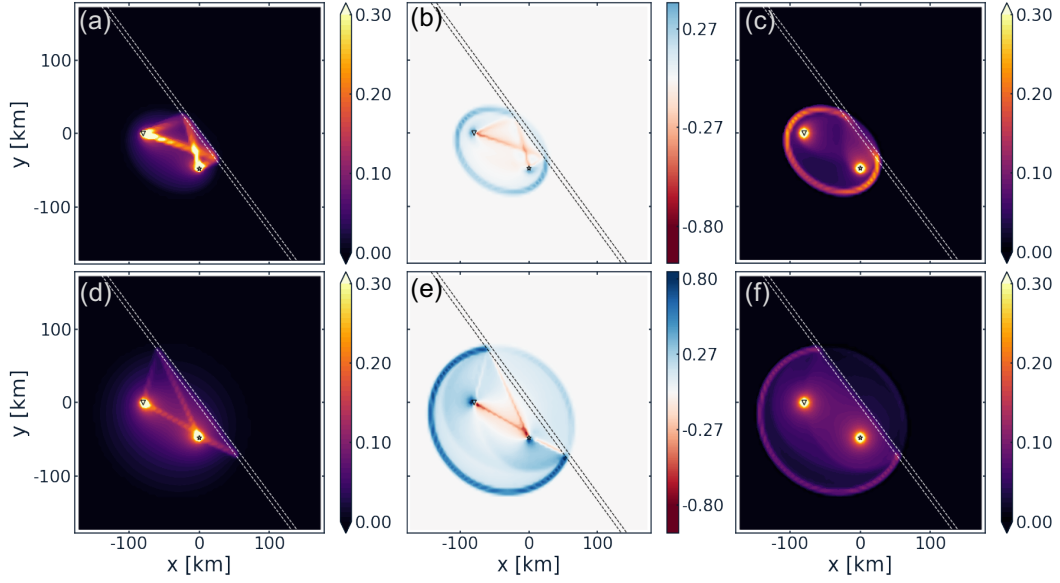 (a) (b) (c)
0.30 0.27 0.30
100
0.20 0.20
y [km] 0 -0.27
0.10 0.10
-100 -0.80
0.00 0.00
(d) (e) (f)
0.30 0.80 0.30
100
0.20 0.27 0.20
y [km] 0
0.10 -0.27 0.10
-100 -0.80
0.00 0.00
-100 0 100 -100 0 100 -100 0 100
x [km] x [km] x [km]